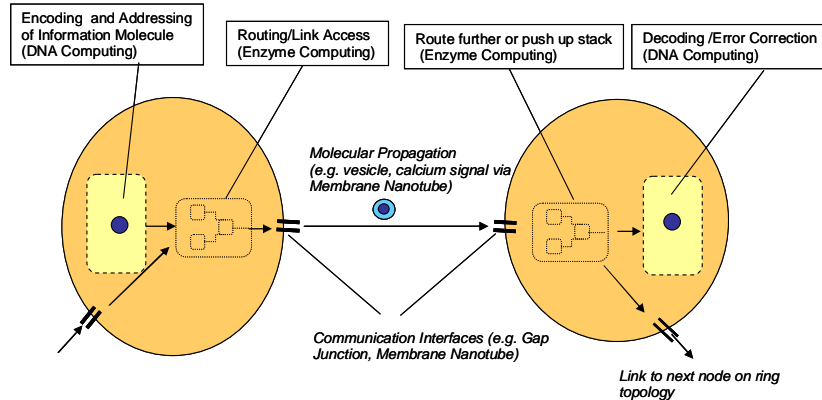 Encoding and Addressing
of Information Molecule
(DNA Computing)
Routing/Link Access
(Enzyme Computing)
Route further or push up stack
(Enzyme Computing)
Decoding /Error Correction
(DNA Computing)
Molecular Propagation
(e.g. vesicle, calcium signal via
Membrane Nanotube)
Communication Interfaces (e.g. Gap
Junction, Membrane Nanotube)
Link to next node on ring
topology